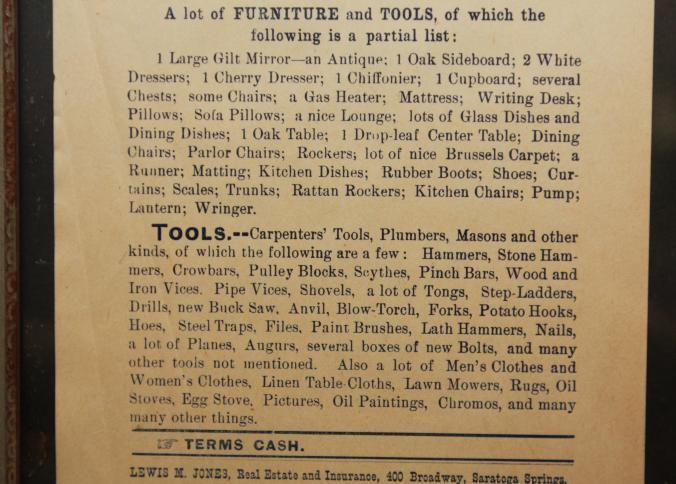 A lot of FURNITURE and TOOLS, of which the
following is a partial list:
1 Large Gilt Mirror—an Antique; 1 Oak Sideboard; 2 White
Dressers; 1 Cherry Dresser; 1 Chiffonier; 1 Cupboard; several
Chests; some Chairs; a Gas Heater; Mattress; Writing Desk;
Pillows; Sofa Pillows; a nice Lounge; lots of Glass Dishes and
Dining Dishes; 1 Oak Table; 1 Drop-leaf Center Table; Dining
Chairs; Parlor Chairs; Rockers; lot of nice Brussels Carpet; a
Runner; Matting; Kitchen Dishes; Rubber Boots; Shoes; Cur-
tains; Scales; Trunks; Rattan Rockers; Kitchen Chairs; Pump;
Lantern; Wringer.
TOOLS.--Carpenters' Tools, Plumbers, Masons and other
kinds, of which the following are a few: Hammers, Stone Ham-
mers, Crowbars, Pulley Blocks, Scythes, Pinch Bars, Wood and
Iron Vices. Pipe Vices, Shovels, a lot of Tongs, Step-Ladders,
Drills, new Buck Saw, Anvil, Blow-Torch, Forks, Potato Hooks,
Hoes, Steel Traps, Files, Paint Brushes, Lath Hammers, Nails,
a lot of Planes, Augurs, several boxes of new Bolts, and many
other tools not mentioned. Also a lot of Men's Clothes and
Women's Clothes, Linen Table-Cloths, Lawn Mowers, Rugs, Oil
Stoves, Egg Stove, Pictures, Oil Paintings, Chromos, and many
many other things.
☞ TERMS CASH.
LEWIS M. JONES, Real Estate and Insurance, 400 Broadway, Saratoga Springs.